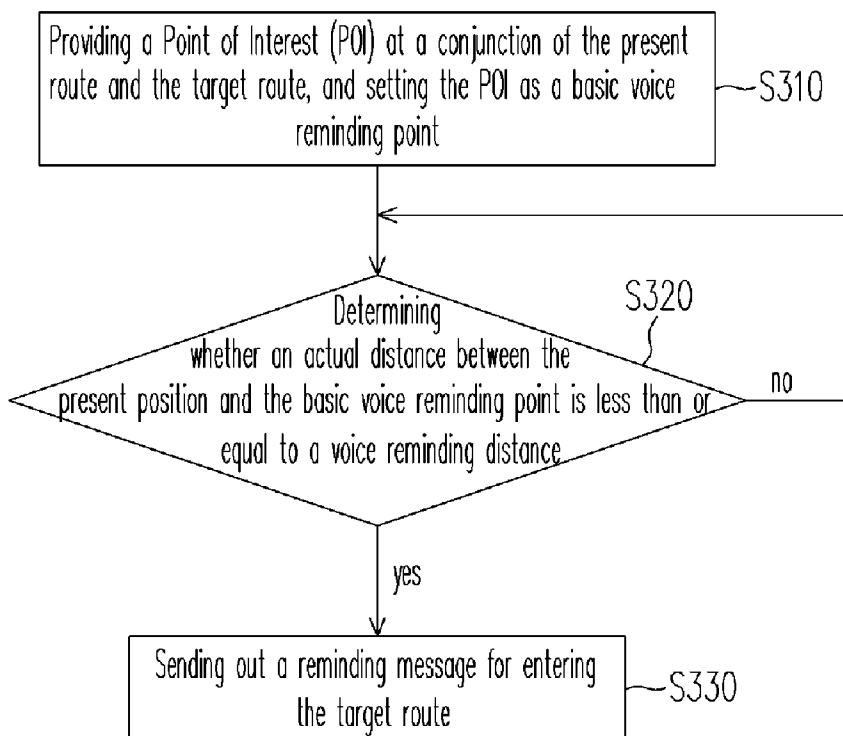 Providing a Point of Interest (POI) at a conjunction of the present
route and the target route, and setting the POI as a basic voice
reminding point
S310
Determining
whether an actual distance between the
present position and the basic voice reminding point is less than or
equal to a voice reminding distance
S320
no
yes
Sending out a reminding message for entering
the target route
S330